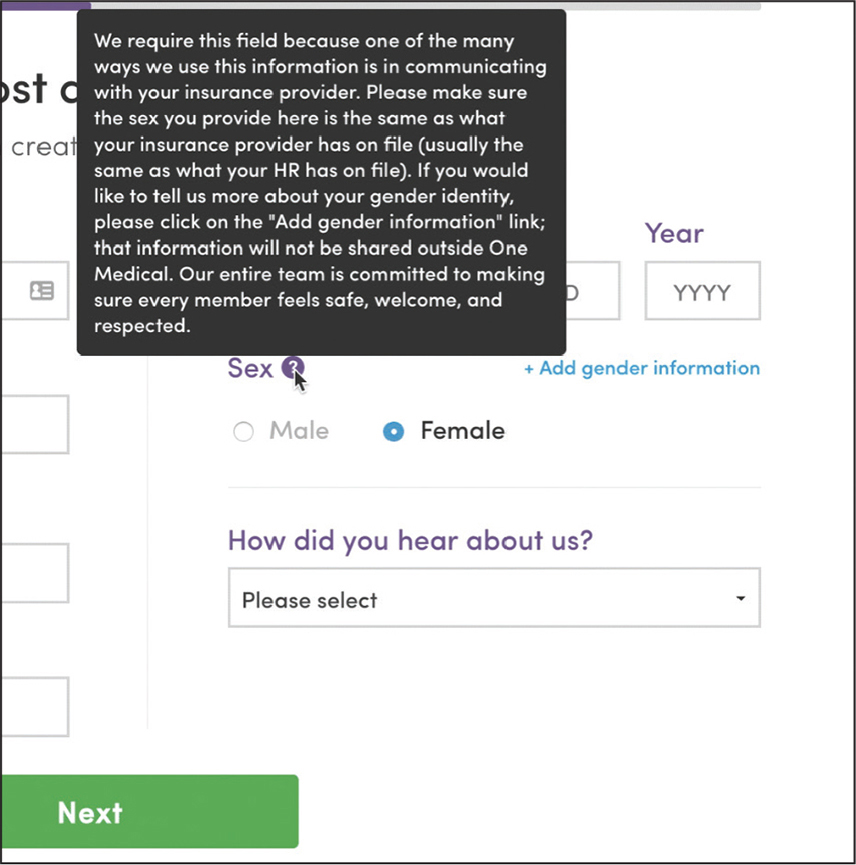 We require this field because one of the many
ways we use this information is in communicating
with your insurance provider. Please make sure
the sex you provide here is the same as what
your insurance provider has on file (usually the
same as what your HR has on file). If you would
like to tell us more about your gender identity,
please click on the "Add gender information" link;
that information will not be shared outside One
Medical. Our entire team is committed to making
sure every member feels safe, welcome, and
respected.
Year
YYYY
Sex ?
+ Add gender information
Male
Female
How did you hear about us?
Please select
Next